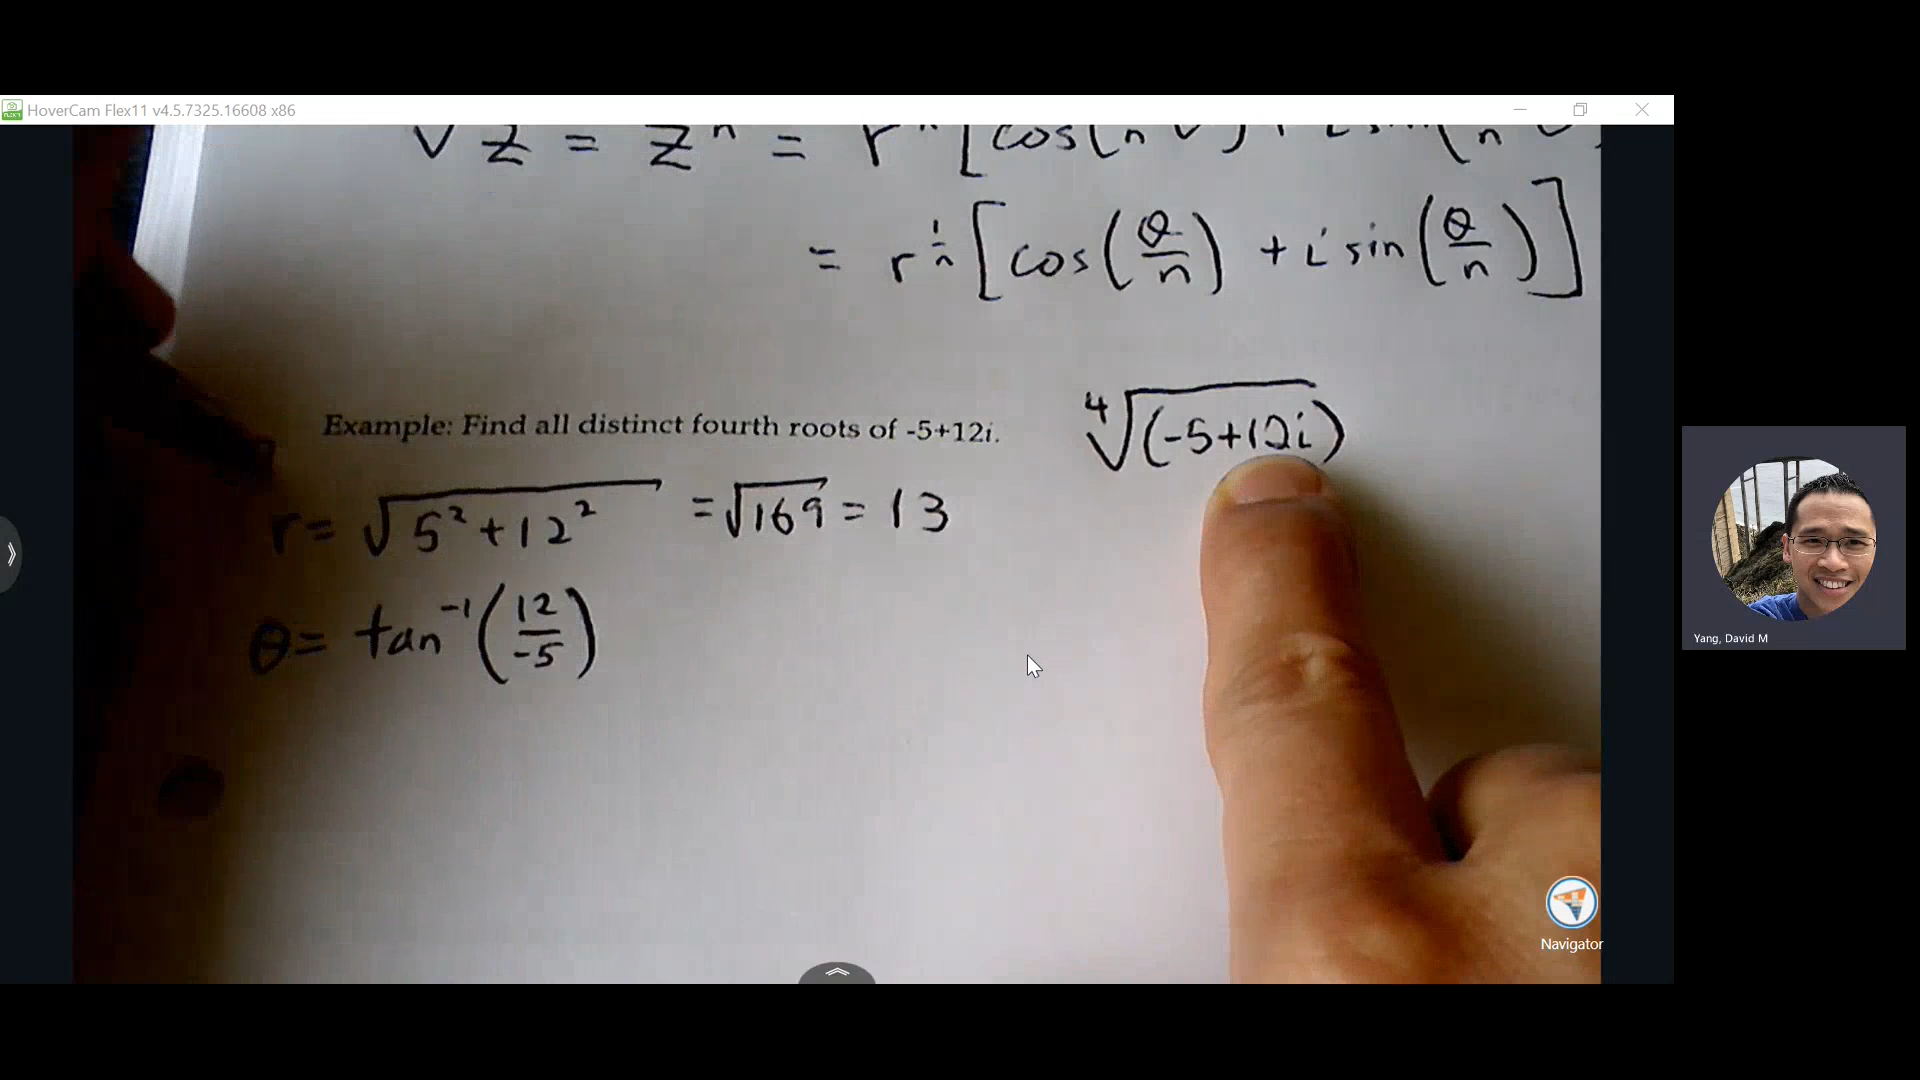 HoverCam Flex11 v4.5.7325.16608 x86
= r^(1/n) [cos(θ/n) + i sin(θ/n)]
Example: Find all distinct fourth roots of -5+12i.
∜(-5+12i)
r = √(5²+12²) = √169 = 13
θ = tan⁻¹(12/-5)
Yang, David M
Navigator